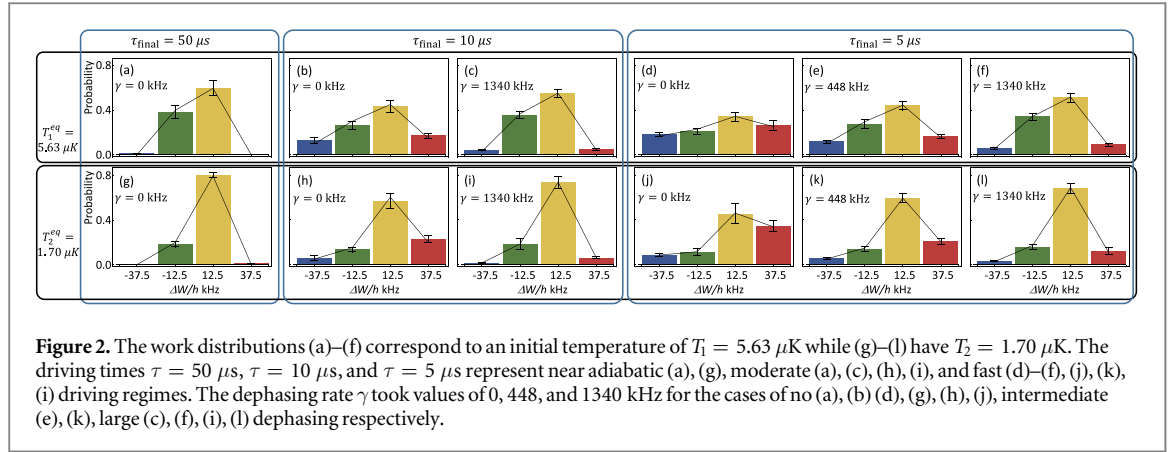 τfinal = 50 μs τfinal = 10 μs τfinal = 5 μs
Probability
0.8
0.4
0.0
T₁^eq =
5.63 μK
(a)
γ = 0 kHz
(b)
γ = 0 kHz
(c)
γ = 1340 kHz
(d)
γ = 0 kHz
(e)
γ = 448 kHz
(f)
γ = 1340 kHz
Probability
0.8
0.4
0.0
T₂^eq =
1.70 μK
(g)
γ = 0 kHz
(h)
γ = 0 kHz
(i)
γ = 1340 kHz
(j)
γ = 0 kHz
(k)
γ = 448 kHz
(l)
γ = 1340 kHz
-37.5 -12.5 12.5 37.5 -37.5 -12.5 12.5 37.5 -37.5 -12.5 12.5 37.5 -37.5 -12.5 12.5 37.5 -37.5 -12.5 12.5 37.5 -37.5 -12.5 12.5 37.5
ΔW/h kHz ΔW/h kHz ΔW/h kHz ΔW/h kHz ΔW/h kHz ΔW/h kHz
Figure 2. The work distributions (a)–(f) correspond to an initial temperature of T₁ = 5.63 μK while (g)–(l) have T₂ = 1.70 μK. The
driving times τ = 50 μs, τ = 10 μs, and τ = 5 μs represent near adiabatic (a), (g), moderate (a), (c), (h), (i), and fast (d)–(f), (j), (k),
(i) driving regimes. The dephasing rate γ took values of 0, 448, and 1340 kHz for the cases of no (a), (b) (d), (g), (h), (j), intermediate
(e), (k), large (c), (f), (i), (l) dephasing respectively.